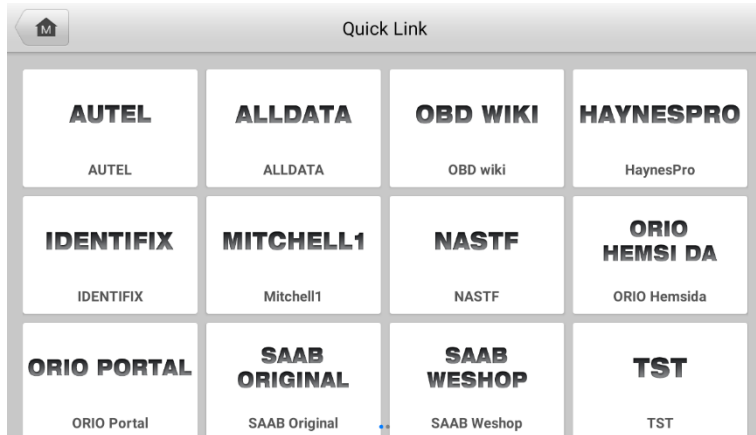 M
Quick Link
AUTEL
ALLDATA
OBD WIKI
HAYNESPRO
AUTEL
ALLDATA
OBD wiki
HaynesPro
IDENTIFIX
MITCHELL1
NASTF
ORIO
HEMSI DA
IDENTIFIX
Mitchell1
NASTF
ORIO Hemsida
ORIO PORTAL
SAAB
ORIGINAL
SAAB
WESHOP
TST
ORIO Portal
SAAB Original
SAAB Weshop
TST